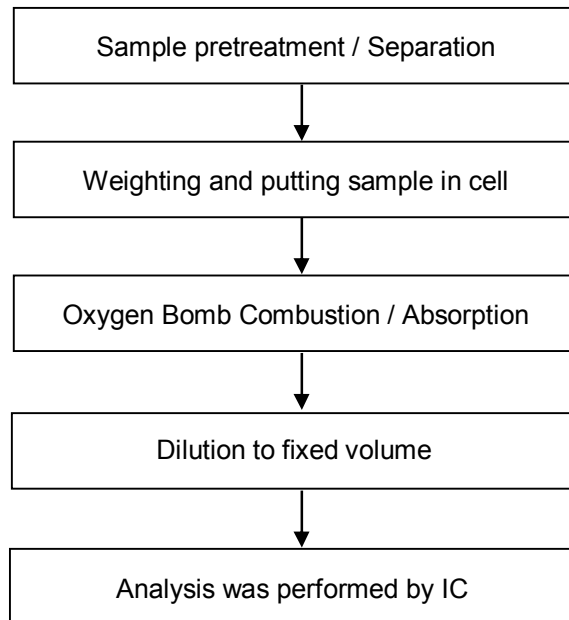 Sample pretreatment / Separation
Weighting and putting sample in cell
Oxygen Bomb Combustion / Absorption
Dilution to fixed volume
Analysis was performed by IC